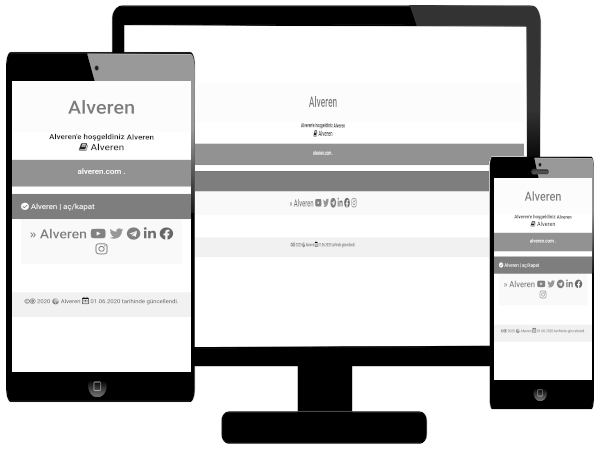 Alveren
Alveren'e hoşgeldiniz Alveren
Alveren
alveren.com .
Alveren | aç/kapat
» Alveren
2020 Alveren 01.06.2020 tarihinde güncellendi.
Alveren
Alveren'e hoşgeldiniz Alveren
Alveren
alveren.com .
» Alveren
Alveren
Alveren'e hoşgeldiniz Alveren
Alveren
alveren.com .
Alveren | aç/kapat
» Alveren
2020 Alveren 01.06.2020 tarihinde güncellendi